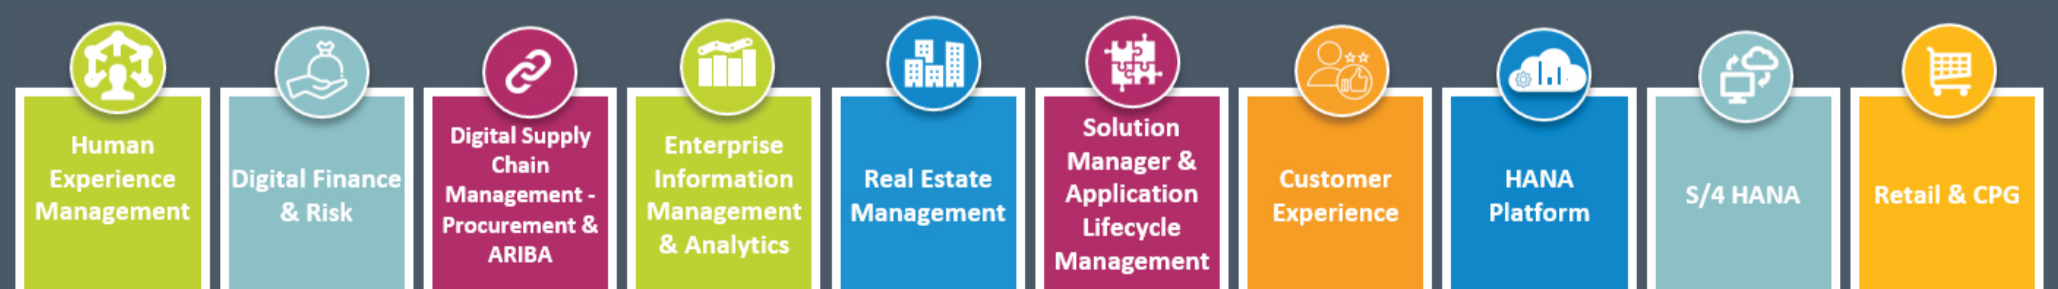 Human
Experience
Management
Digital Finance
& Risk
Digital Supply
Chain
Management -
Procurement &
ARIBA
Enterprise
Information
Management
& Analytics
Real Estate
Management
Solution
Manager &
Application
Lifecycle
Management
Customer
Experience
HANA
Platform
S/4 HANA
Retail & CPG